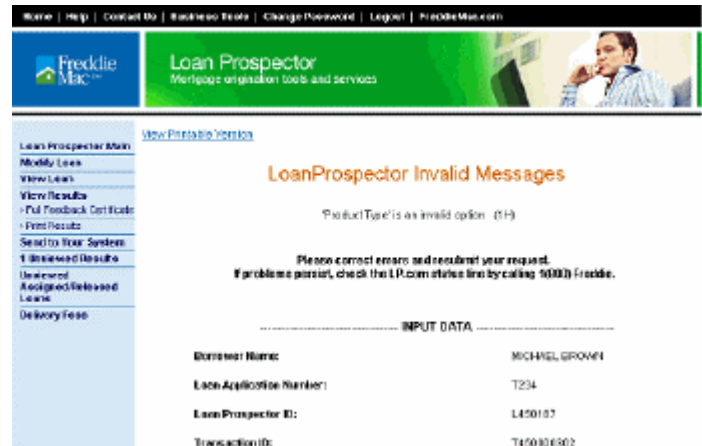 Home | Help | Contact Us | Business Tools | Change Password | Logout | FreddieMac.com
Freddie
Mac
Loan Prospector
Mortgage origination tools and services
View Printable Version
Loan Prospector Main
Modify Loan
View Loan
View Results
Full Feedback Certificate
Print Results
Send to Your System
1 Unviewed Results
Unviewed
Assigned/Released
Loans
Delivery Fees
LoanProspector Invalid Messages
'Product Type' is an invalid option (1H)
Please correct errors and resubmit your request.
If problems persist, check the LP.com status line by calling 1(800) Freddie.
INPUT DATA
Borrower Name: MICHAEL BROWN
Loan Application Number: T234
Loan Prospector ID: L450187
Transaction ID: